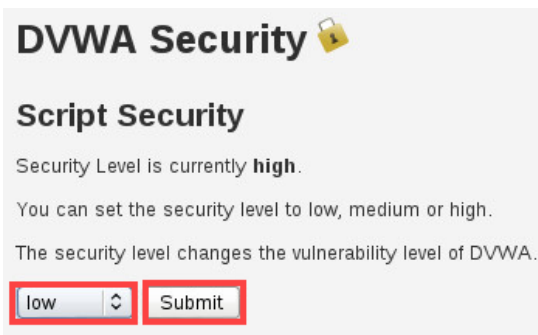 DVWA Security
Script Security
Security Level is currently high.
You can set the security level to low, medium or high.
The security level changes the vulnerability level of DVWA.
low Submit